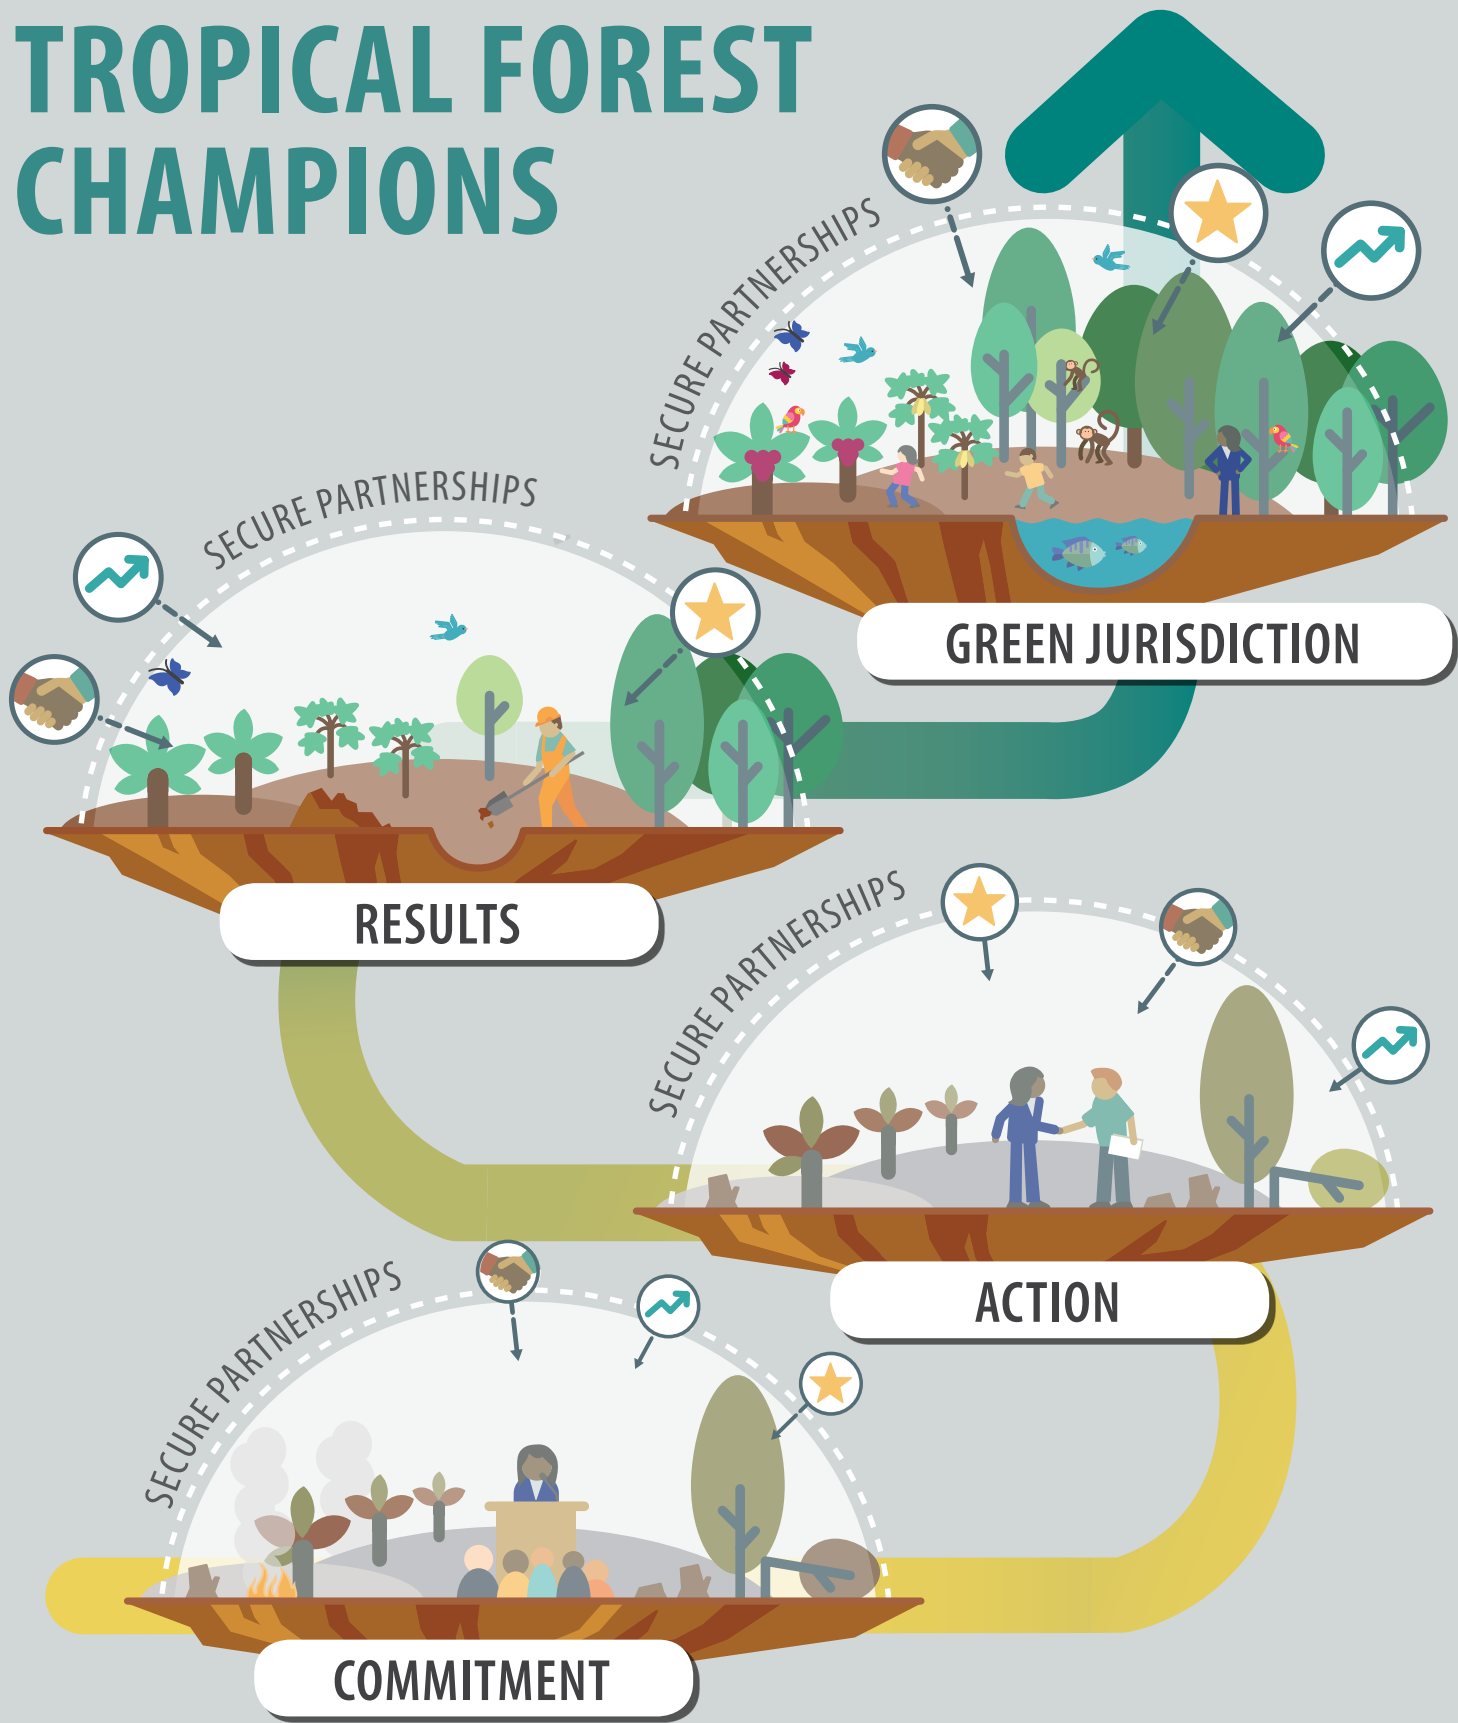 TROPICAL FOREST
CHAMPIONS
SECURE PARTNERSHIPS
GREEN JURISDICTION
SECURE PARTNERSHIPS
RESULTS
SECURE PARTNERSHIPS
ACTION
SECURE PARTNERSHIPS
COMMITMENT